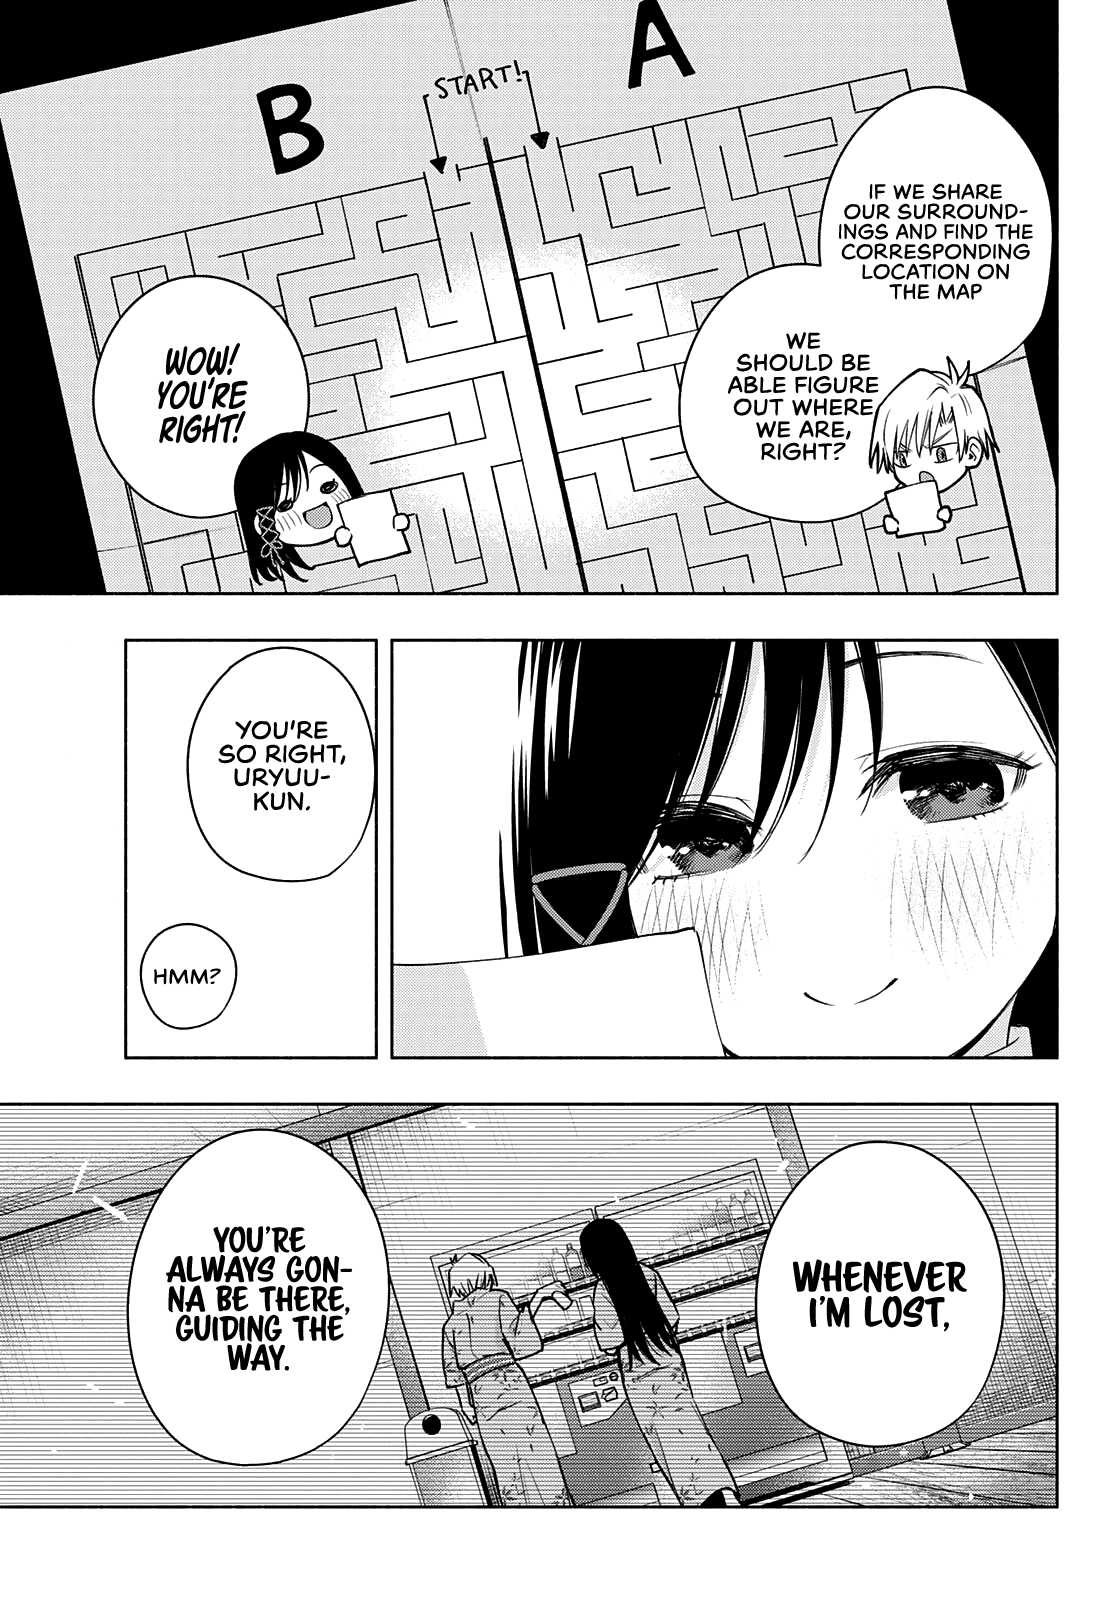 B
A
START!
IF WE SHARE
OUR SURROUND-
INGS AND FIND THE
CORRESPONDING
LOCATION ON
THE MAP
WE
SHOULD BE
ABLE FIGURE
OUT WHERE
WE ARE,
RIGHT?
WOW!
YOU'RE
RIGHT!
YOU'RE
SO RIGHT,
URYUU-
KUN.
HMM?
WHENEVER
I'M LOST,
YOU'RE
ALWAYS GON-
NA BE THERE,
GUIDING THE
WAY.